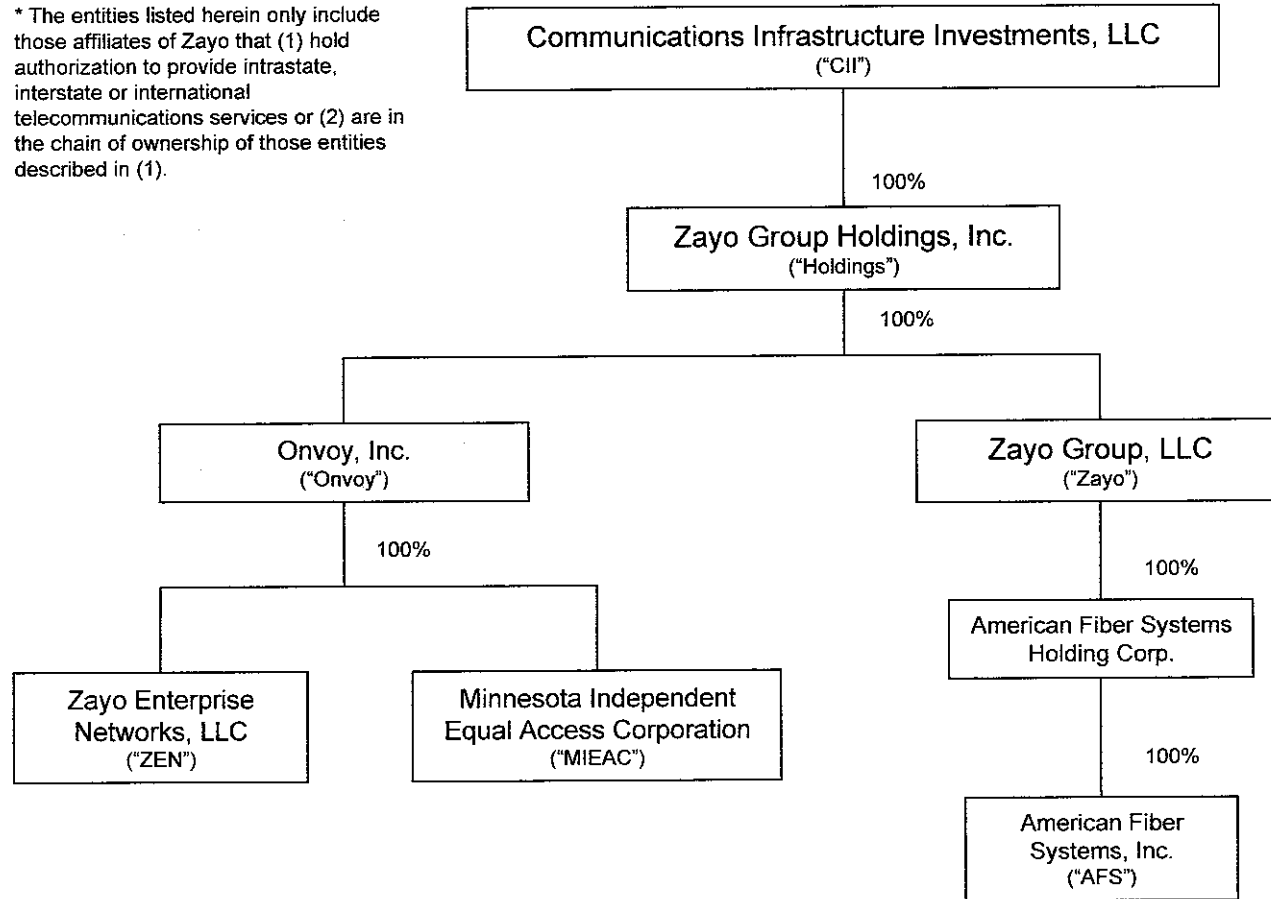 * The entities listed herein only include
those affiliates of Zayo that (1) hold
authorization to provide intrastate,
interstate or international
telecommunications services or (2) are in
the chain of ownership of those entities
described in (1).
Communications Infrastructure Investments, LLC
(“CII”)
100%
Zayo Group Holdings, Inc.
(“Holdings”)
100%
Onvoy, Inc.
(“Onvoy”)
Zayo Group, LLC
(“Zayo”)
100%
100%
Zayo Enterprise
Networks, LLC
(“ZEN”)
Minnesota Independent
Equal Access Corporation
(“MIEAC”)
American Fiber Systems
Holding Corp.
100%
American Fiber
Systems, Inc.
(“AFS”)